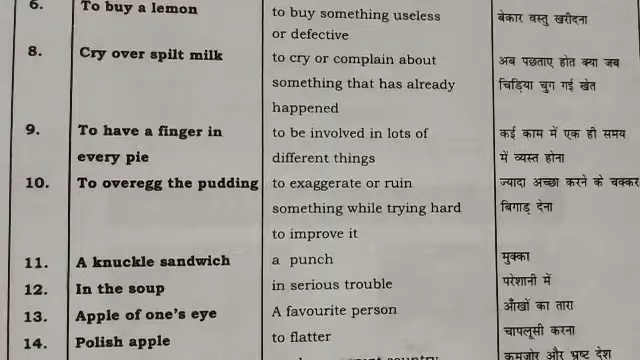 6. To buy a lemon to buy something useless बेकार वस्तु खरीदना
or defective
8. Cry over spilt milk to cry or complain about अब पछताए होत क्या जब
something that has already चिड़िया चुग गई खेत
happened
9. To have a finger in to be involved in lots of कई काम में एक ही समय
every pie different things में व्यस्त होना
10. To overegg the pudding to exaggerate or ruin ज्यादा अच्छा करने के चक्कर
something while trying hard बिगाड़ देना
to improve it
11. A knuckle sandwich a punch मुक्का
12. In the soup in serious trouble परेशानी में
13. Apple of one's eye A favourite person आँखों का तारा
14. Polish apple to flatter चापलूसी करना
country कमजोर और भ्रष्ट देश